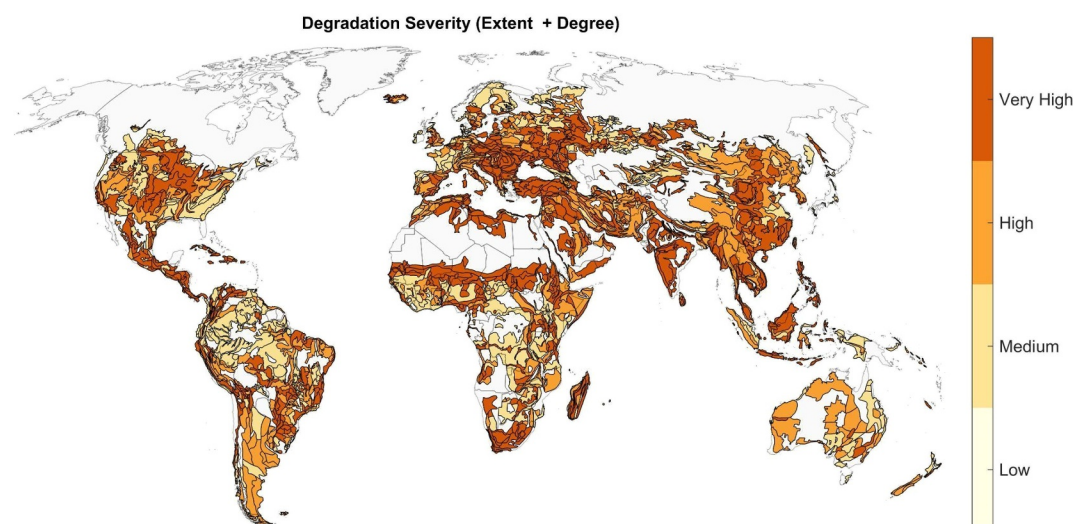 Degradation Severity (Extent + Degree)
Very High
High
Medium
Low